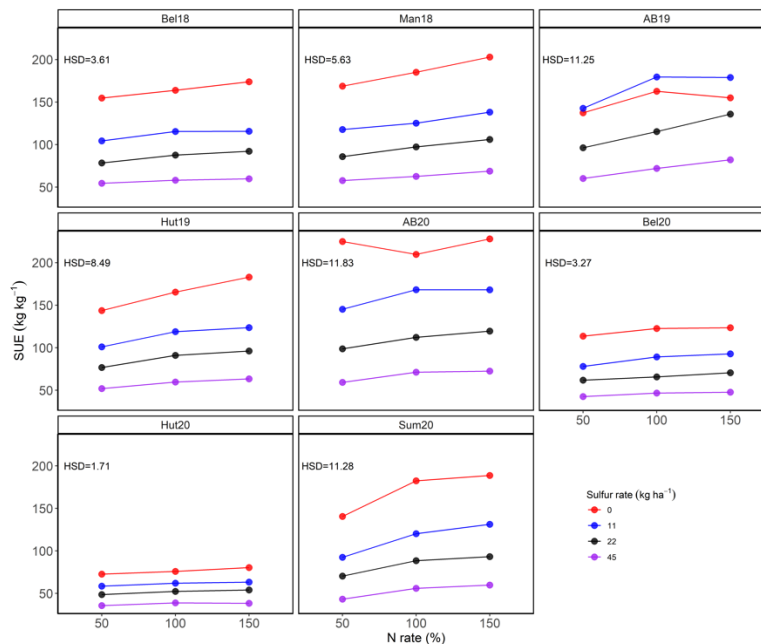 Bel18
Man18
AB19
HSD=3.61
HSD=5.63
HSD=11.25
200
150
100
50
Hut19
AB20
Bel20
HSD=8.49
HSD=11.83
HSD=3.27
200
150
100
50
SUE (kg kg⁻¹)
Hut20
Sum20
50 100 150
HSD=1.71
HSD=11.28
200
150
100
50
Sulfur rate (kg ha⁻¹)
0
11
22
45
50 100 150
50 100 150
N rate (%)